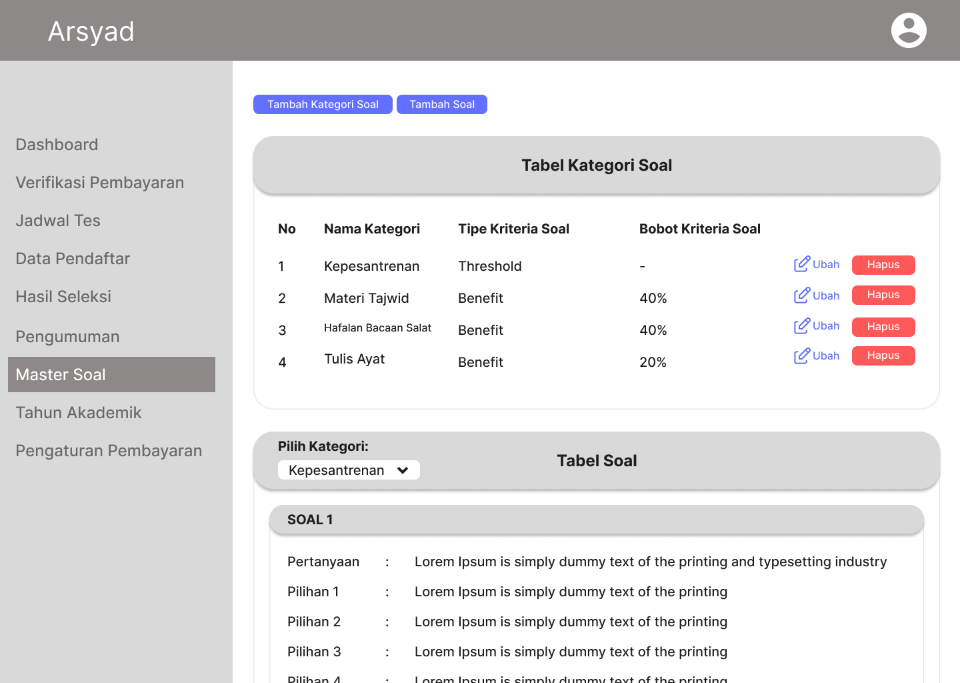 Arsyad
Tambah Kategori Soal Tambah Soal
Dashboard
Verifikasi Pembayaran
Jadwal Tes
Data Pendaftar
Hasil Seleksi
Pengumuman
Master Soal
Tahun Akademik
Pengaturan Pembayaran
Tabel Kategori Soal
No Nama Kategori Tipe Kriteria Soal Bobot Kriteria Soal
1 Kepesantrenan Threshold - Ubah Hapus
2 Materi Tajwid Benefit 40% Ubah Hapus
3 Hafalan Bacaan Salat Benefit 40% Ubah Hapus
4 Tulis Ayat Benefit 20% Ubah Hapus
Pilih Kategori:
Kepesantrenan
Tabel Soal
SOAL 1
Pertanyaan : Lorem Ipsum is simply dummy text of the printing and typesetting industry
Pilihan 1 : Lorem Ipsum is simply dummy text of the printing
Pilihan 2 : Lorem Ipsum is simply dummy text of the printing
Pilihan 3 : Lorem Ipsum is simply dummy text of the printing
Pilihan 4 : Lorem Ipsum is simply dummy text of the printing